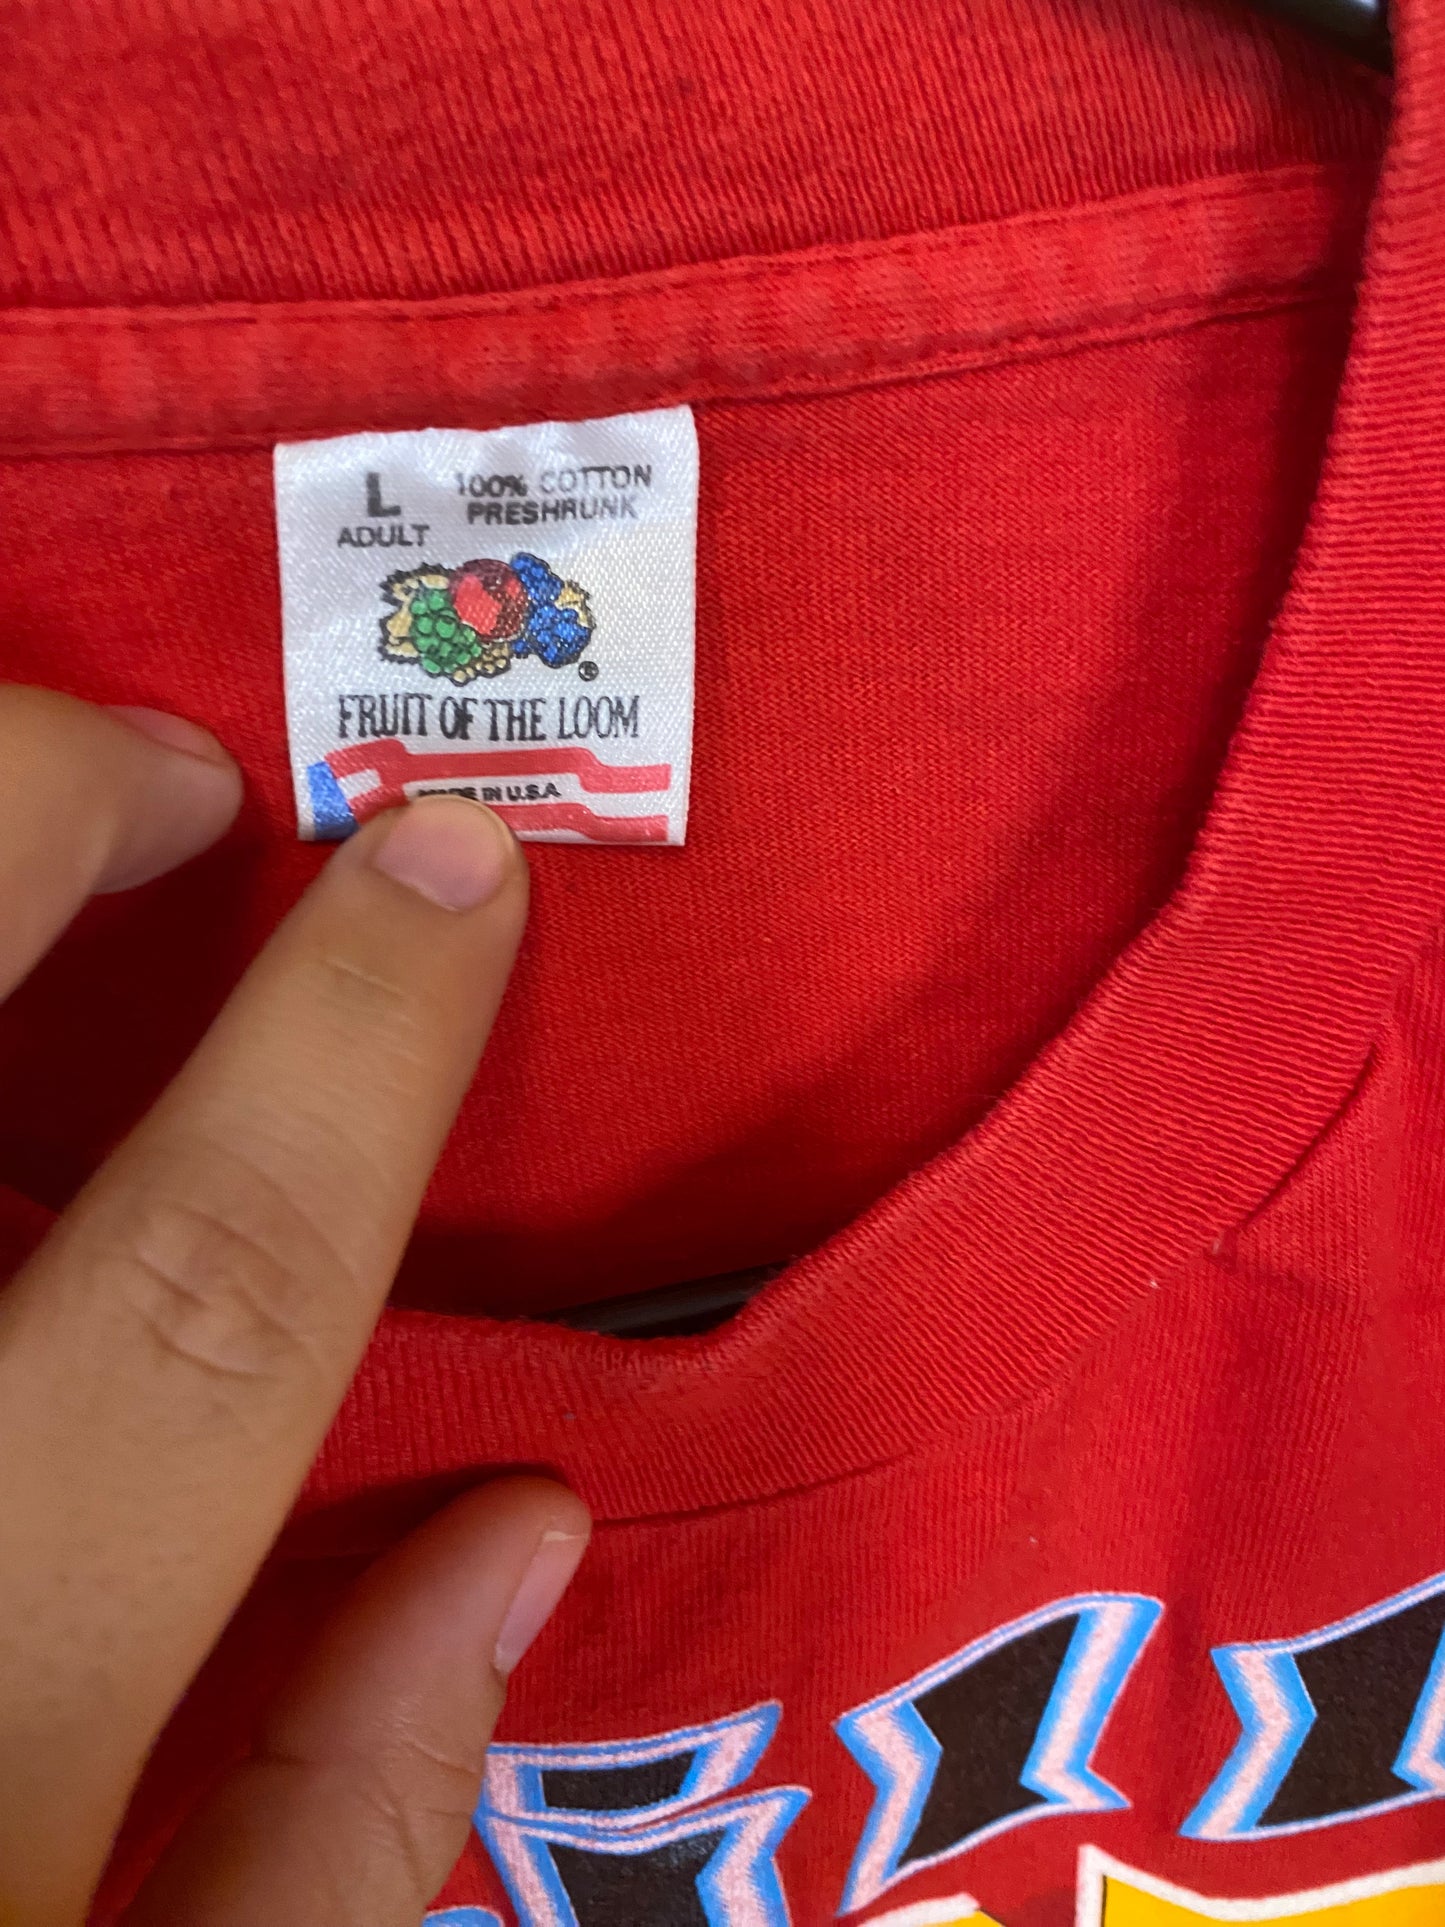 L
ADULT
100% COTTON
PRESHRUNK
®
FRUIT OF THE LOOM
MADE IN U.S.A.